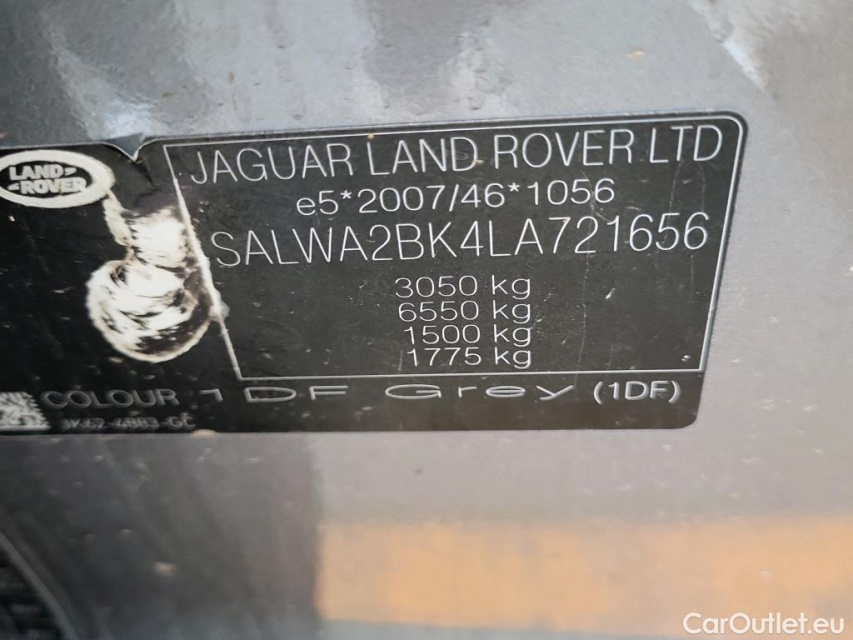 LAND-
-ROVER
JAGUAR LAND ROVER LTD
e5*2007/46*1056
SALWA2BK4LA721656
3050 kg
6550 kg
1500 kg
1775 kg
COLOUR 1DF Grey (1DF)
CarOutlet.eu